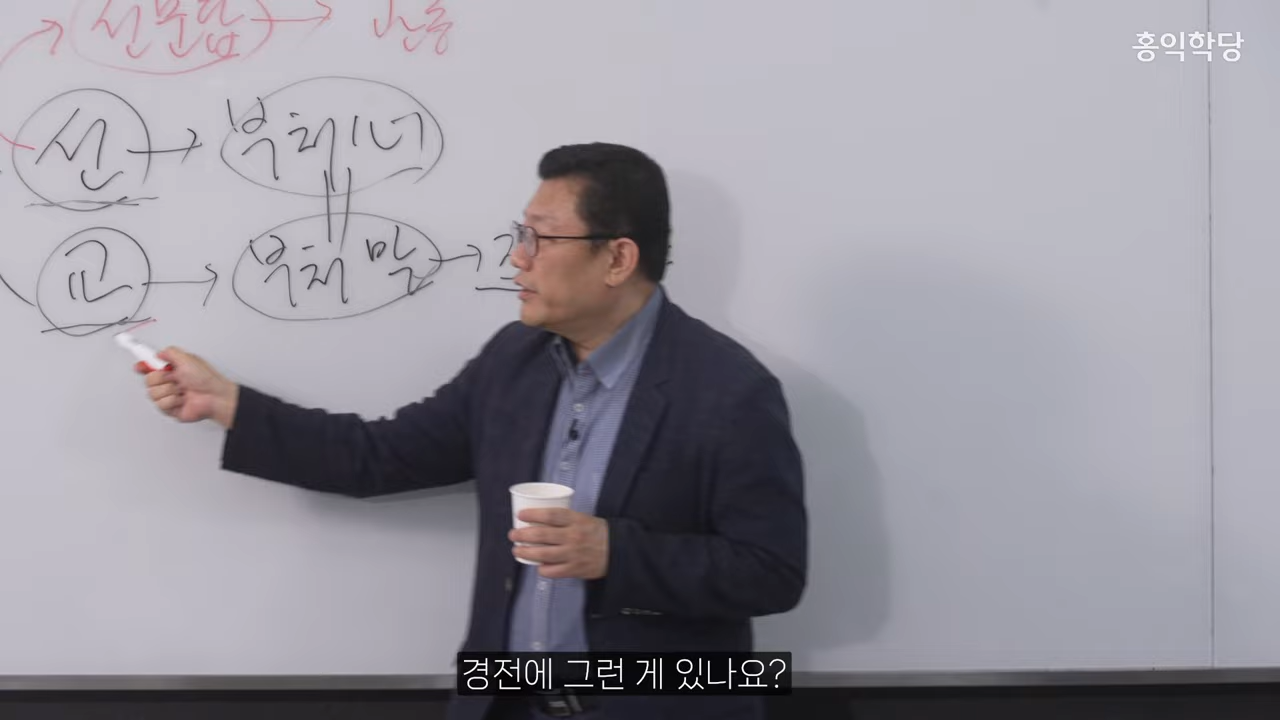 선문답 →
홍익학당
선 → 부처 마음
교 → 부처 말 →
경전에 그런 게 있나요?